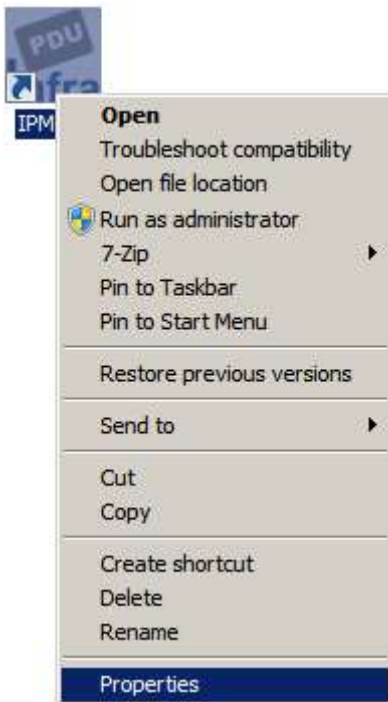 PDU
Infra
IPM
Open
Troubleshoot compatibility
Open file location
Run as administrator
7-Zip
Pin to Taskbar
Pin to Start Menu
Restore previous versions
Send to
Cut
Copy
Create shortcut
Delete
Rename
Properties